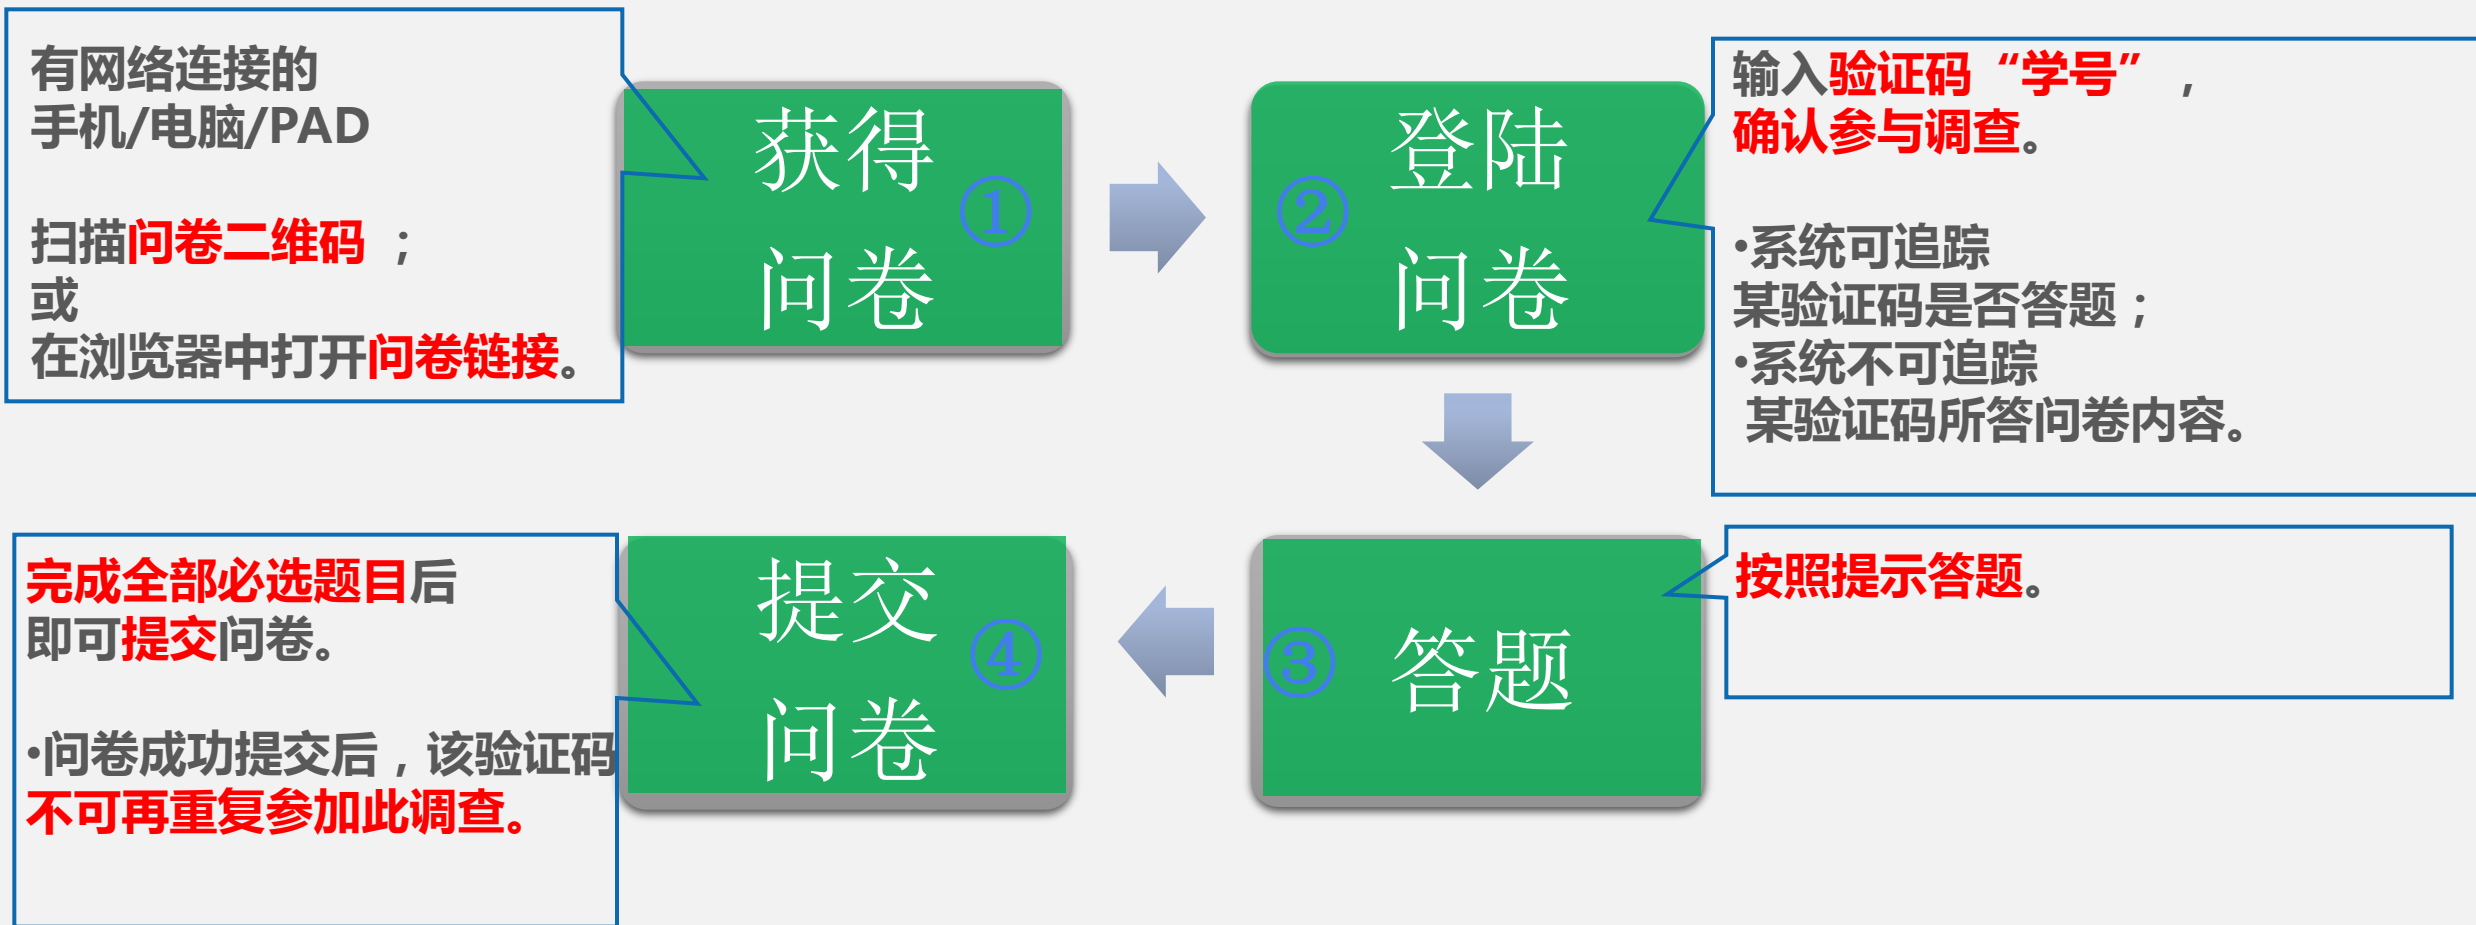 有网络连接的
手机/电脑/PAD
扫描问卷二维码 ；
或
在浏览器中打开问卷链接。
获得
问卷
①
②
登陆
问卷
输入验证码“学号”，
确认参与调查。
•系统可追踪
某验证码是否答题；
•系统不可追踪
某验证码所答问卷内容。
③
答题
按照提示答题。
提交
问卷
④
完成全部必选题目后
即可提交问卷。
•问卷成功提交后，该验证码
不可再重复参加此调查。